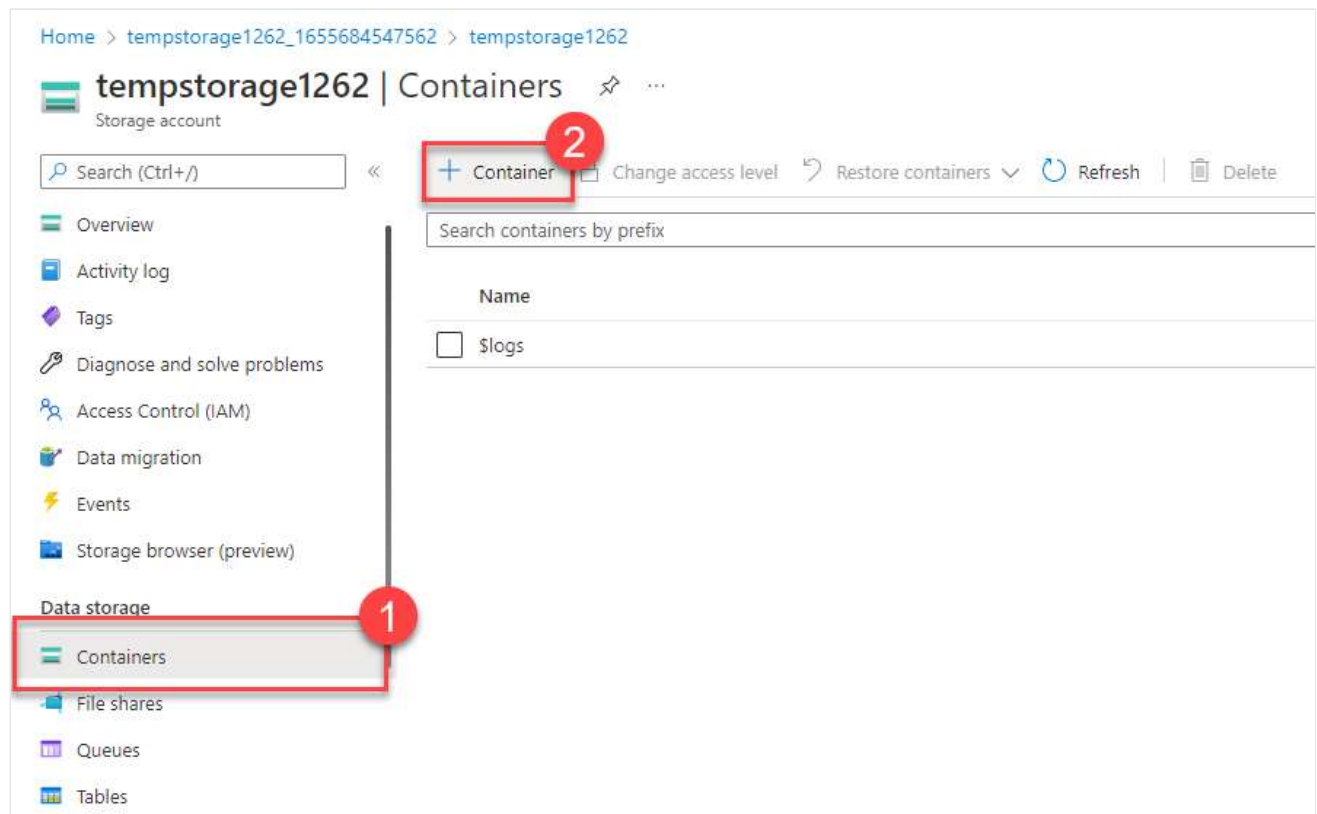 Home > tempstorage1262_1655684547562 > tempstorage1262
tempstorage1262 | Containers
Storage account
2
Search (Ctrl+/)
Container
Change access level
Restore containers
Refresh
Delete
Overview
Search containers by prefix
Activity log
Name
Tags
$logs
Diagnose and solve problems
Access Control (IAM)
Data migration
Events
Storage browser (preview)
Data storage
1
Containers
File shares
Queues
Tables